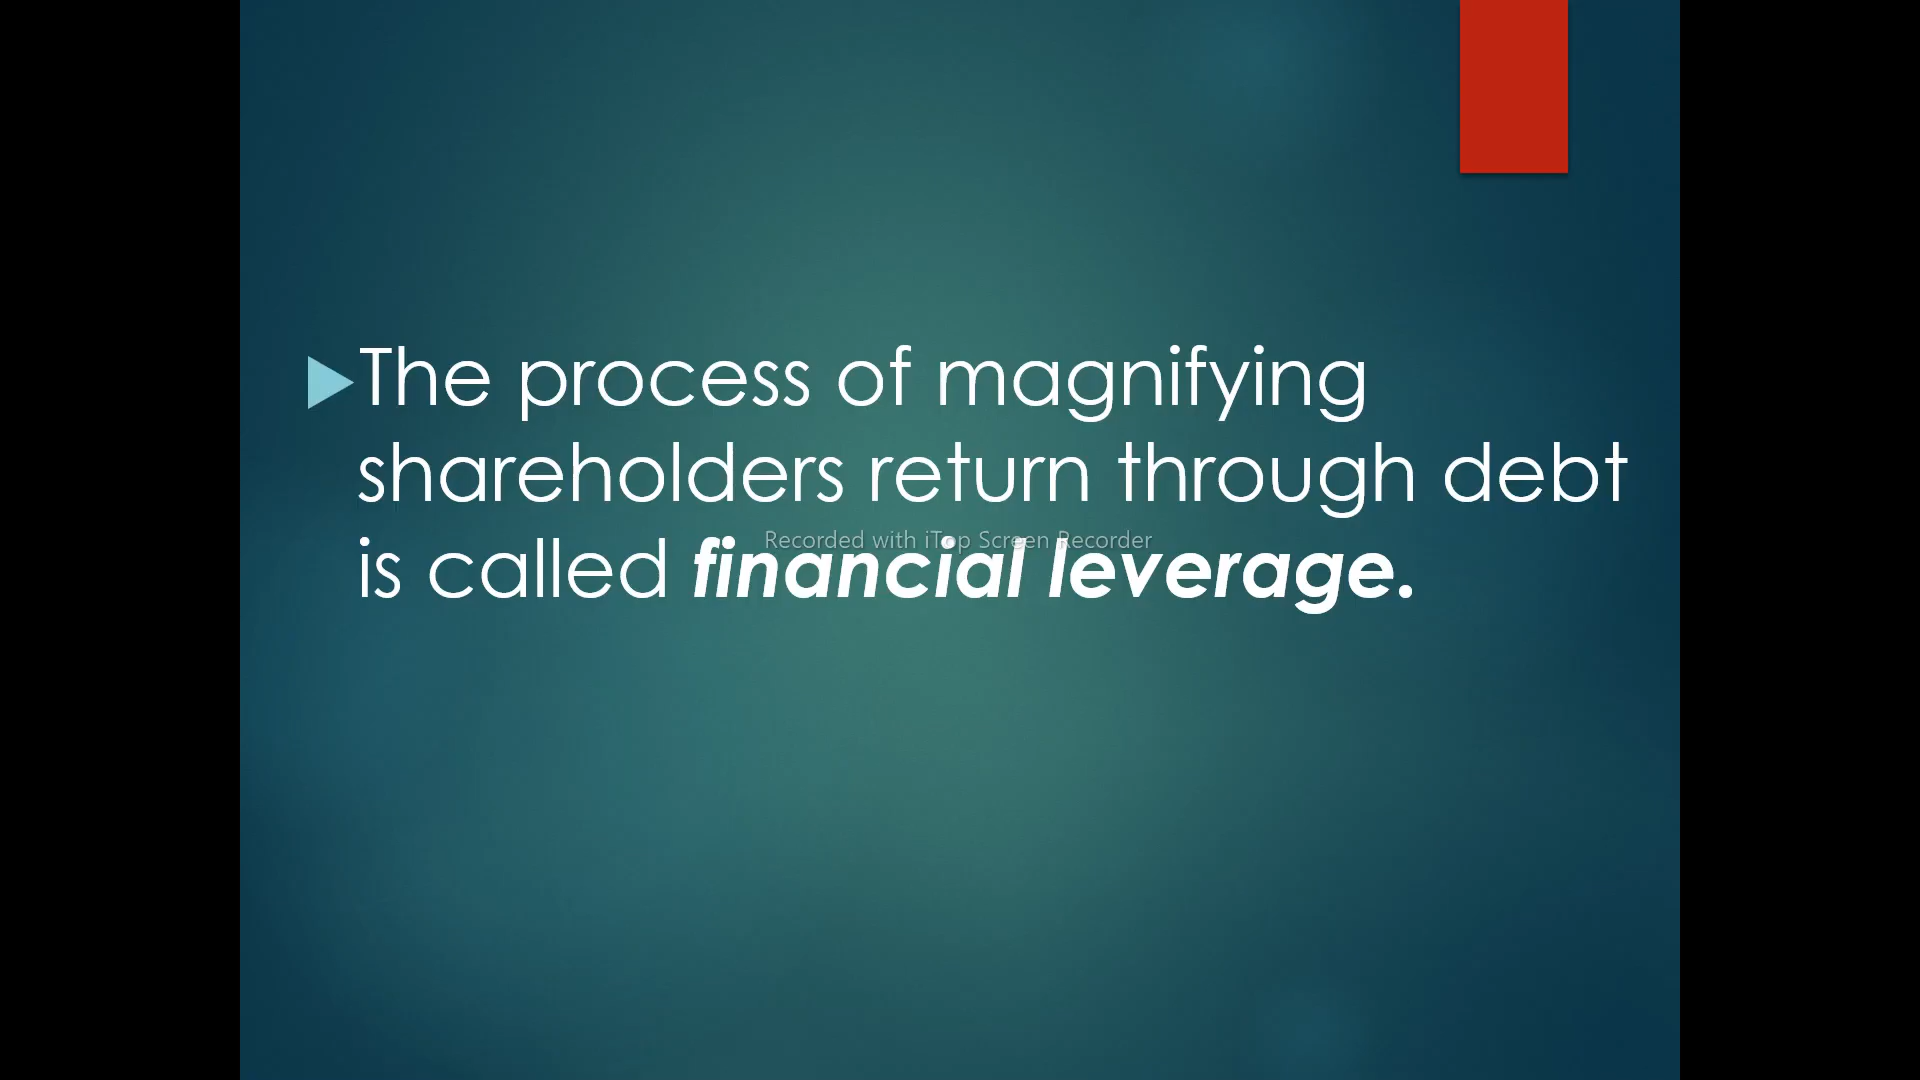 The process of magnifying
shareholders return through debt
Recorded with iTop Screen Recorder
is called financial leverage.